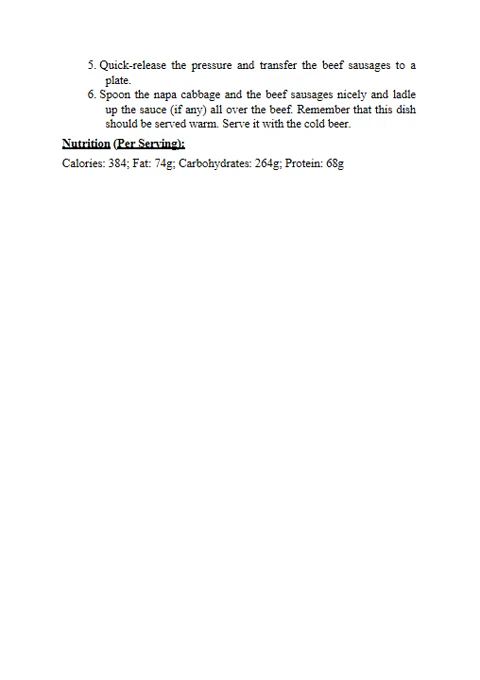 5. Quick-release the pressure and transfer the beef sausages to a
plate.
6. Spoon the napa cabbage and the beef sausages nicely and ladle
up the sauce (if any) all over the beef. Remember that this dish
should be served warm. Serve it with the cold beer.
Nutrition (Per Serving):
Calories: 384; Fat: 74g; Carbohydrates: 264g; Protein: 68g